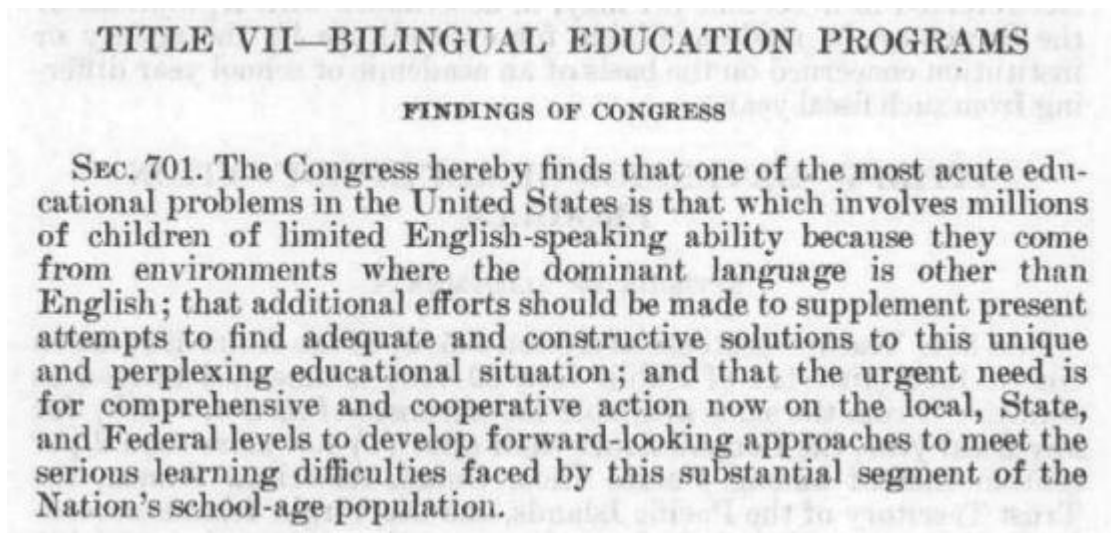 TITLE VII—BILINGUAL EDUCATION PROGRAMS
FINDINGS OF CONGRESS
SEC. 701. The Congress hereby finds that one of the most acute edu-
cational problems in the United States is that which involves millions
of children of limited English-speaking ability because they come
from environments where the dominant language is other than
English; that additional efforts should be made to supplement present
attempts to find adequate and constructive solutions to this unique
and perplexing educational situation; and that the urgent need is
for comprehensive and cooperative action now on the local, State,
and Federal levels to develop forward-looking approaches to meet the
serious learning difficulties faced by this substantial segment of the
Nation's school-age population.